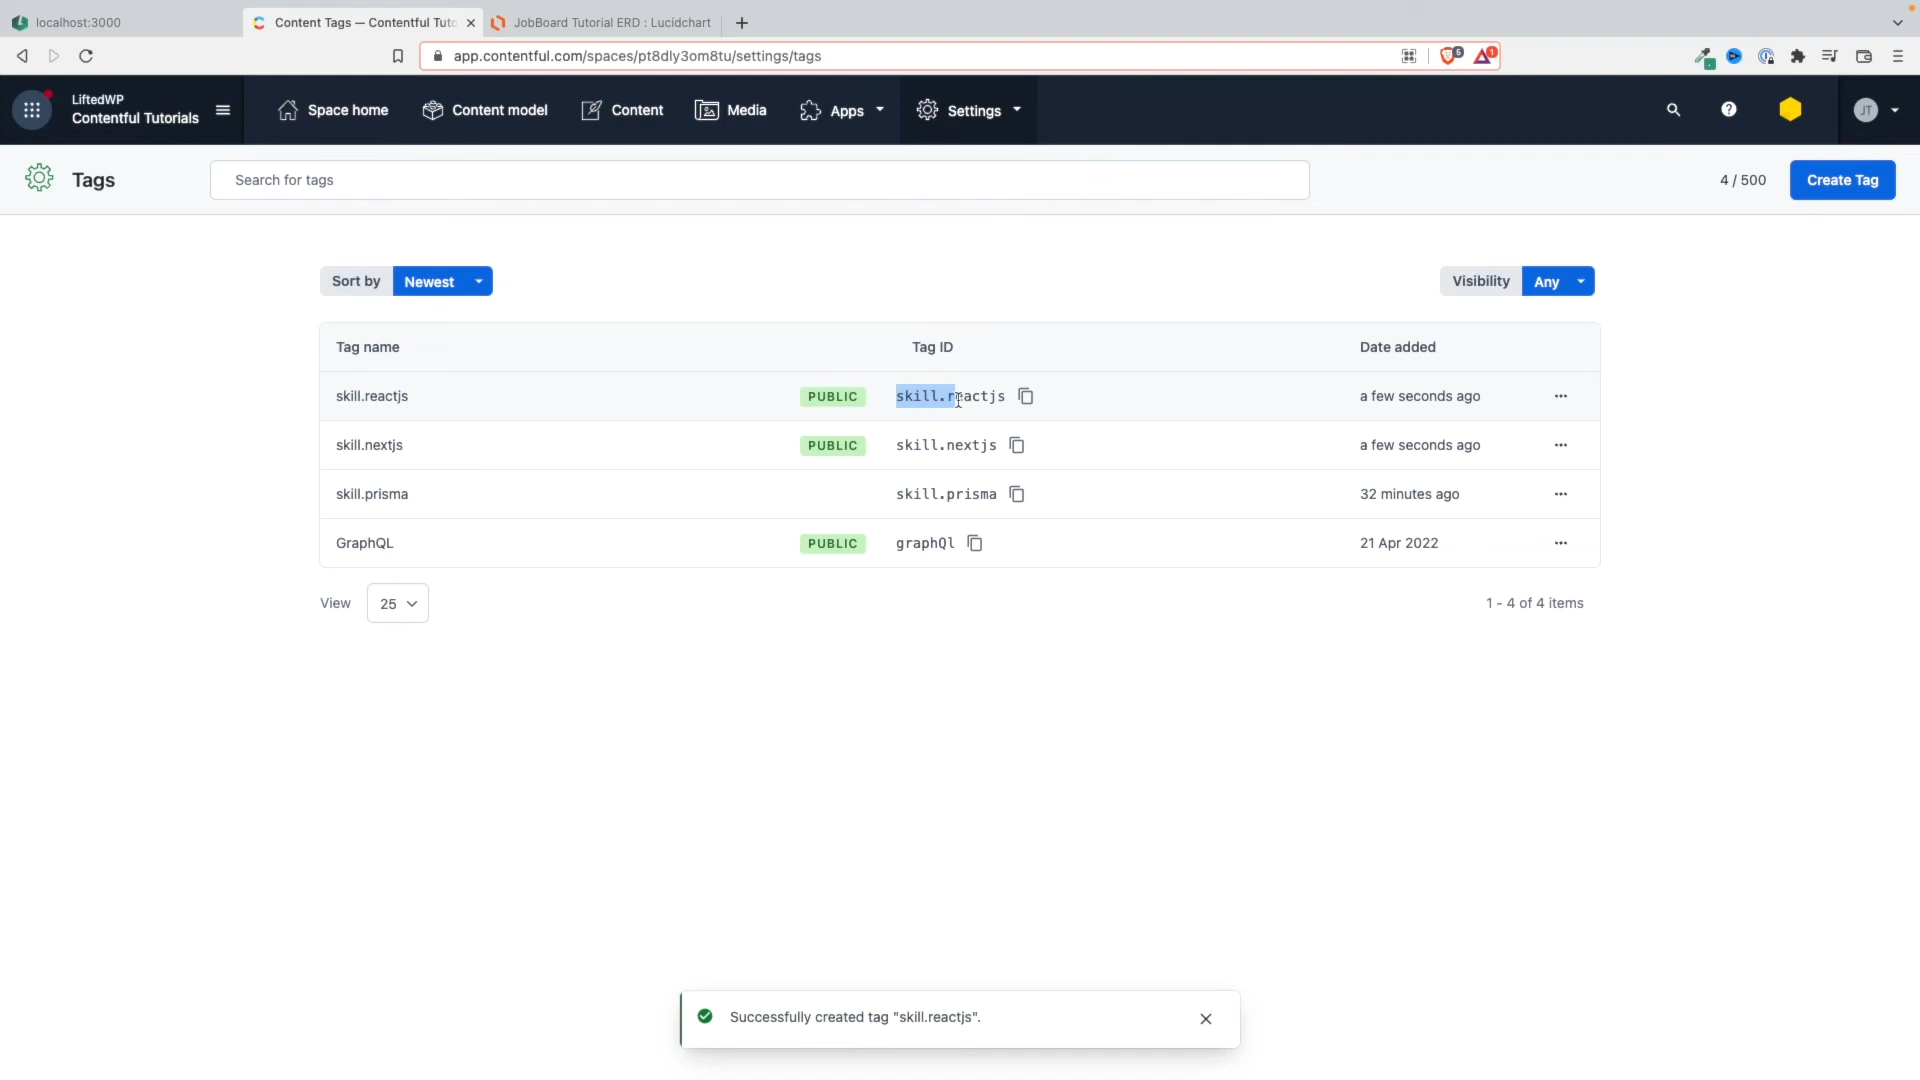 localhost:3000
Content Tags — Contentful Tuto
JobBoard Tutorial ERD : Lucidchart
app.contentful.com/spaces/pt8dly3om8tu/settings/tags
5
1
LiftedWP
Contentful Tutorials
Space home
Content model
Content
Media
Apps
Settings
JT
Tags
Search for tags
4 / 500
Create Tag
Sort by
Newest
Visibility
Any
Tag name
Tag ID
Date added
skill.reactjs
PUBLIC
skill.reactjs
a few seconds ago
skill.nextjs
PUBLIC
skill.nextjs
a few seconds ago
skill.prisma
skill.prisma
32 minutes ago
GraphQL
PUBLIC
graphQl
21 Apr 2022
View
25
1 - 4 of 4 items
Successfully created tag "skill.reactjs".